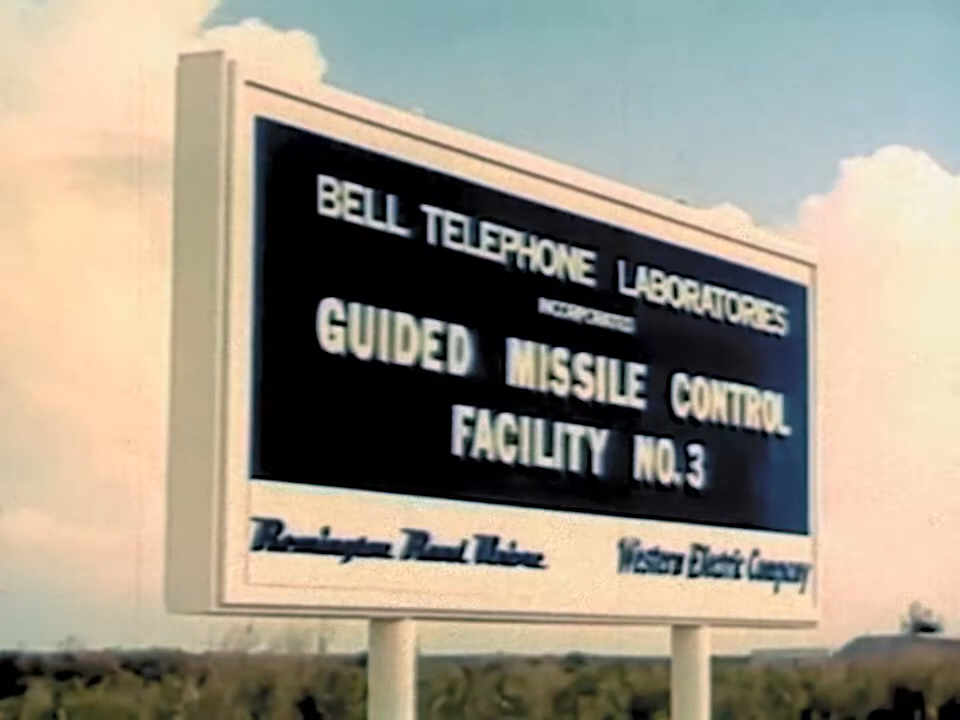 BELL TELEPHONE LABORATORIES
INCORPORATED
GUIDED MISSILE CONTROL
FACILITY NO. 3
Remington Rand Univac
Western Electric Company